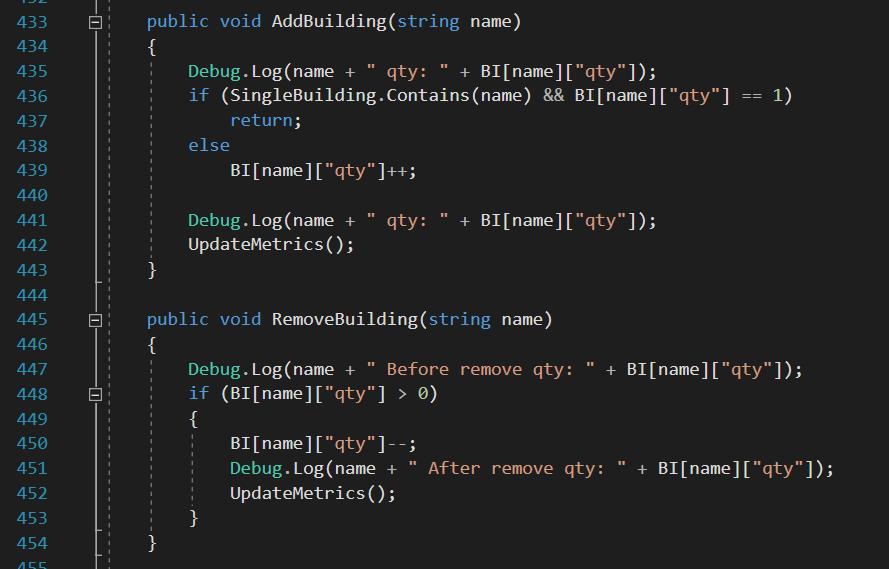 433 public void AddBuilding(string name)
434 {
435 Debug.Log(name + " qty: " + BI[name]["qty"]);
436 if (SingleBuilding.Contains(name) && BI[name]["qty"] == 1)
437 return;
438 else
439 BI[name]["qty"]++;
440
441 Debug.Log(name + " qty: " + BI[name]["qty"]);
442 UpdateMetrics();
443 }
444
445 public void RemoveBuilding(string name)
446 {
447 Debug.Log(name + " Before remove qty: " + BI[name]["qty"]);
448 if (BI[name]["qty"] > 0)
449 {
450 BI[name]["qty"]--;
451 Debug.Log(name + " After remove qty: " + BI[name]["qty"]);
452 UpdateMetrics();
453 }
454 }